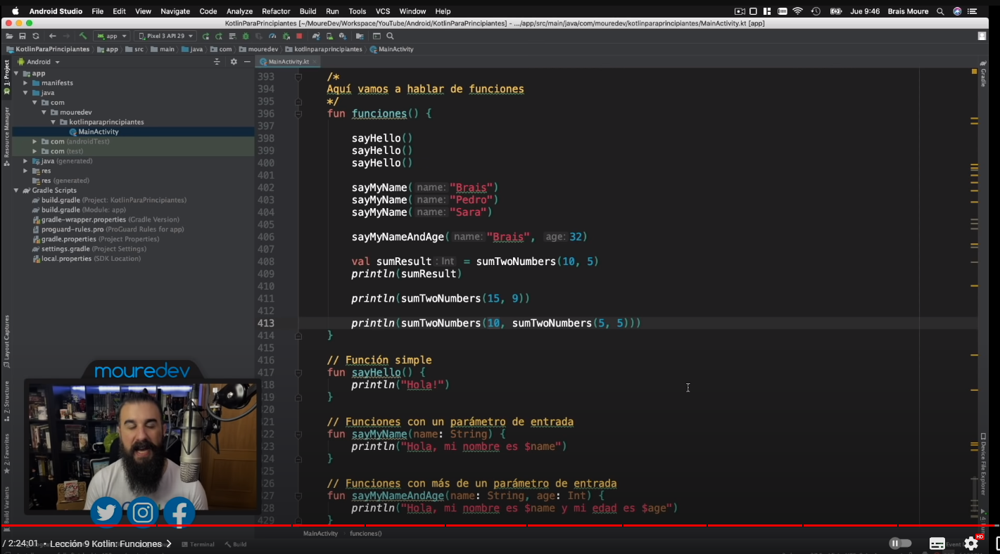 Android Studio File Edit View Navigate Code Analyze Refactor Build Run Tools VCS Window Help Jue 9:46 Brais Moure
KotlinParaPrincipiantes [~/MoureDev/Workspace/YouTube/Android/KotlinParaPrincipiantes] - .../app/src/main/java/com/mouredev/kotlinparaprincipiantes/MainActivity.kt [app]
app Pixel 3 API 29
KotlinParaPrincipiantes app src main java com mouredev kotlinparaprincipiantes MainActivity
Android
MainActivity.kt
1: Project
Resource Manager
Layout Captures
Z: Structure
2: Favorites
Build Variants
app
manifests
java
com
mouredev
kotlinparaprincipiantes
MainActivity
com (androidTest)
com (test)
java (generated)
res
res (generated)
Gradle Scripts
build.gradle (Project: KotlinParaPrincipiantes)
build.gradle (Module: app)
gradle-wrapper.properties (Gradle Version)
proguard-rules.pro (ProGuard Rules for app)
gradle.properties (Project Properties)
settings.gradle (Project Settings)
local.properties (SDK Location)
393 /*
394 Aquí vamos a hablar de funciones
395 */
396 fun funciones() {
397
398 sayHello()
399 sayHello()
400 sayHello()
401
402 sayMyName( name: "Brais")
403 sayMyName( name: "Pedro")
404 sayMyName( name: "Sara")
405
406 sayMyNameAndAge( name: "Brais", age: 32)
407
408 val sumResult : Int = sumTwoNumbers(10, 5)
409 println(sumResult)
410
411 println(sumTwoNumbers(15, 9))
412
413 println(sumTwoNumbers(10, sumTwoNumbers(5, 5)))
414 }
415
416 // Función simple
417 fun sayHello() {
18 println("Hola!")
19 }
20
21 // Funciones con un parámetro de entrada
22 fun sayMyName(name: String) {
23 println("Hola, mi nombre es $name")
24 }
25
26 // Funciones con más de un parámetro de entrada
27 fun sayMyNameAndAge(name: String, age: Int) {
28 println("Hola, mi nombre es $name y mi edad es $age")
429 }
Gradle
Device File Explorer
mouredev
MainActivity funciones()
/ 2:24:01 • Lección 9 Kotlin: Funciones
Terminal Build
HD